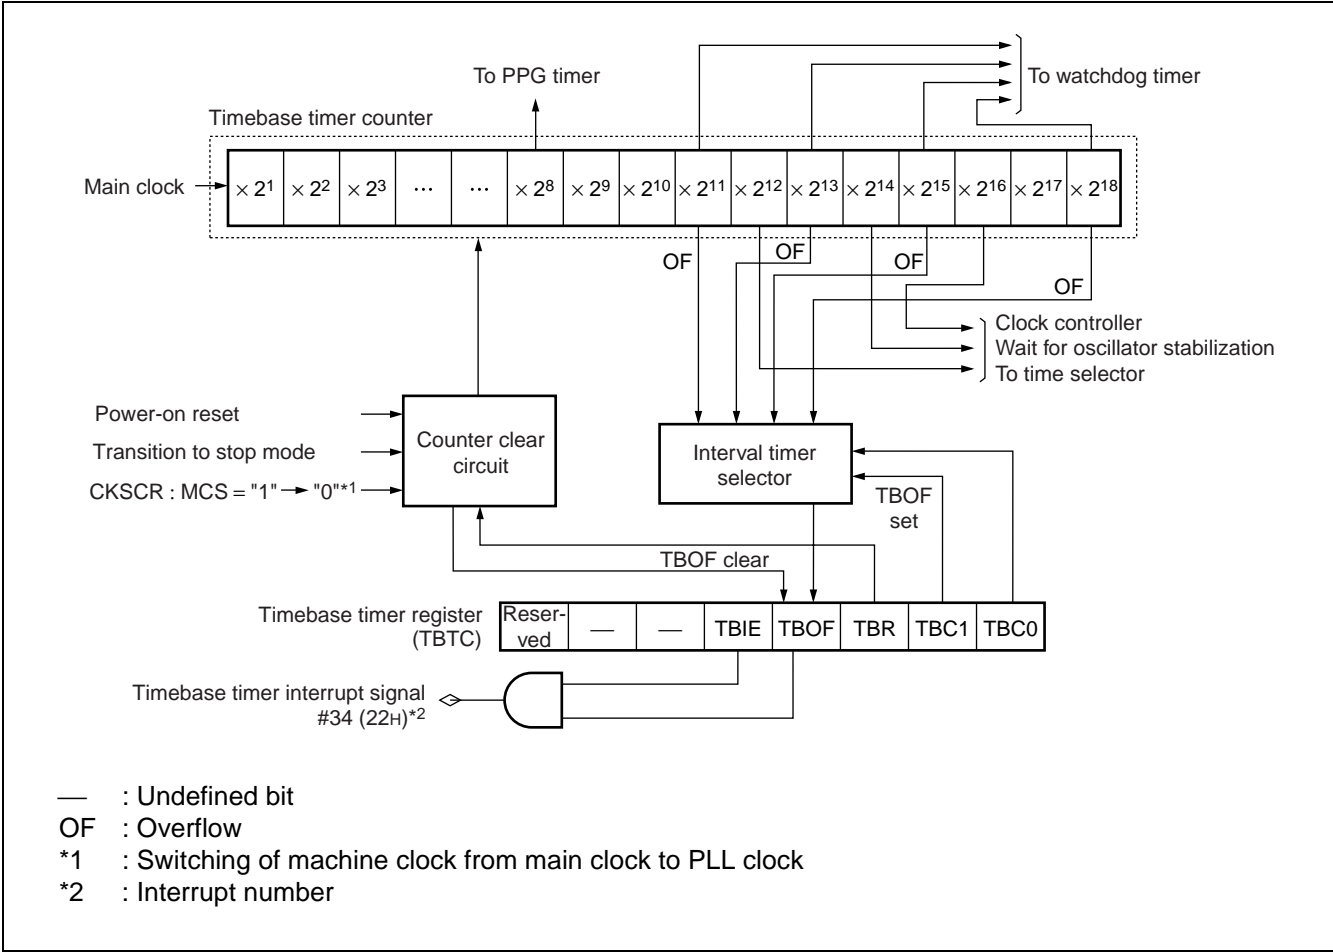 To PPG timer
To watchdog timer
Timebase timer counter
Main clock
× 2¹ × 2² × 2³ ... ... × 2⁸ × 2⁹ × 2¹⁰ × 2¹¹ × 2¹² × 2¹³ × 2¹⁴ × 2¹⁵ × 2¹⁶ × 2¹⁷ × 2¹⁸
OF
OF
OF
OF
Clock controller
Wait for oscillator stabilization
To time selector
Power-on reset
Transition to stop mode
CKSCR : MCS = "1" → "0"*1
Counter clear
circuit
Interval timer
selector
TBOF
set
TBOF clear
Timebase timer register
(TBTC)
Reser-
ved
— — TBIE TBOF TBR TBC1 TBC0
Timebase timer interrupt signal
#34 (22H)*2
— : Undefined bit
OF : Overflow
*1 : Switching of machine clock from main clock to PLL clock
*2 : Interrupt number